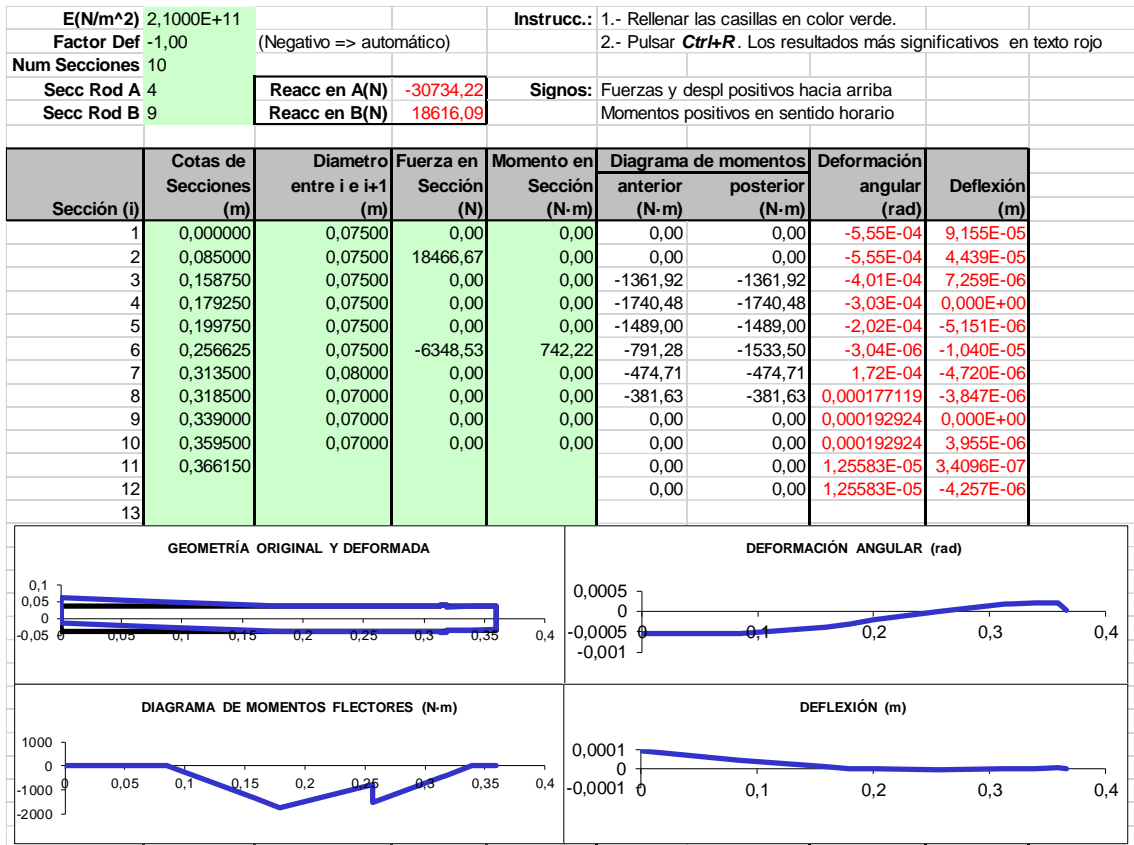 E(N/m^2) 2,1000E+11 Instrucc.: 1.- Rellenar las casillas en color verde.
Factor Def -1,00 (Negativo => automático) 2.- Pulsar Ctrl+R. Los resultados más significativos en texto rojo
Num Secciones 10
Secc Rod A 4 Reacc en A(N) -30734,22 Signos: Fuerzas y despl positivos hacia arriba
Secc Rod B 9 Reacc en B(N) 18616,09 Momentos positivos en sentido horario
Cotas de Diametro Fuerza en Momento en Diagrama de momentos Deformación
Secciones entre i e i+1 Sección Sección anterior posterior angular Deflexión
Sección (i) (m) (m) (N) (N·m) (N·m) (N·m) (rad) (m)
1 0,000000 0,07500 0,00 0,00 0,00 0,00 -5,55E-04 9,155E-05
2 0,085000 0,07500 18466,67 0,00 0,00 0,00 -5,55E-04 4,439E-05
3 0,158750 0,07500 0,00 0,00 -1361,92 -1361,92 -4,01E-04 7,259E-06
4 0,179250 0,07500 0,00 0,00 -1740,48 -1740,48 -3,03E-04 0,000E+00
5 0,199750 0,07500 0,00 0,00 -1489,00 -1489,00 -2,02E-04 -5,151E-06
6 0,256625 0,07500 -6348,53 742,22 -791,28 -1533,50 -3,04E-06 -1,040E-05
7 0,313500 0,08000 0,00 0,00 -474,71 -474,71 1,72E-04 -4,720E-06
8 0,318500 0,07000 0,00 0,00 -381,63 -381,63 0,000177119 -3,847E-06
9 0,339000 0,07000 0,00 0,00 0,00 0,00 0,000192924 0,000E+00
10 0,359500 0,07000 0,00 0,00 0,00 0,00 0,000192924 3,955E-06
11 0,366150 0,00 0,00 1,25583E-05 3,4096E-07
12 0,00 0,00 1,25583E-05 -4,257E-06
13
GEOMETRÍA ORIGINAL Y DEFORMADA
0,1
0,05
0
-0,05
0 0,05 0,1 0,15 0,2 0,25 0,3 0,35 0,4
DEFORMACIÓN ANGULAR (rad)
0,0005
0
-0,0005
-0,001
0 0,1 0,2 0,3 0,4
DIAGRAMA DE MOMENTOS FLECTORES (N·m)
1000
0
-1000
-2000
0 0,05 0,1 0,15 0,2 0,25 0,3 0,35 0,4
DEFLEXIÓN (m)
0,0001
0
-0,0001
0 0,1 0,2 0,3 0,4